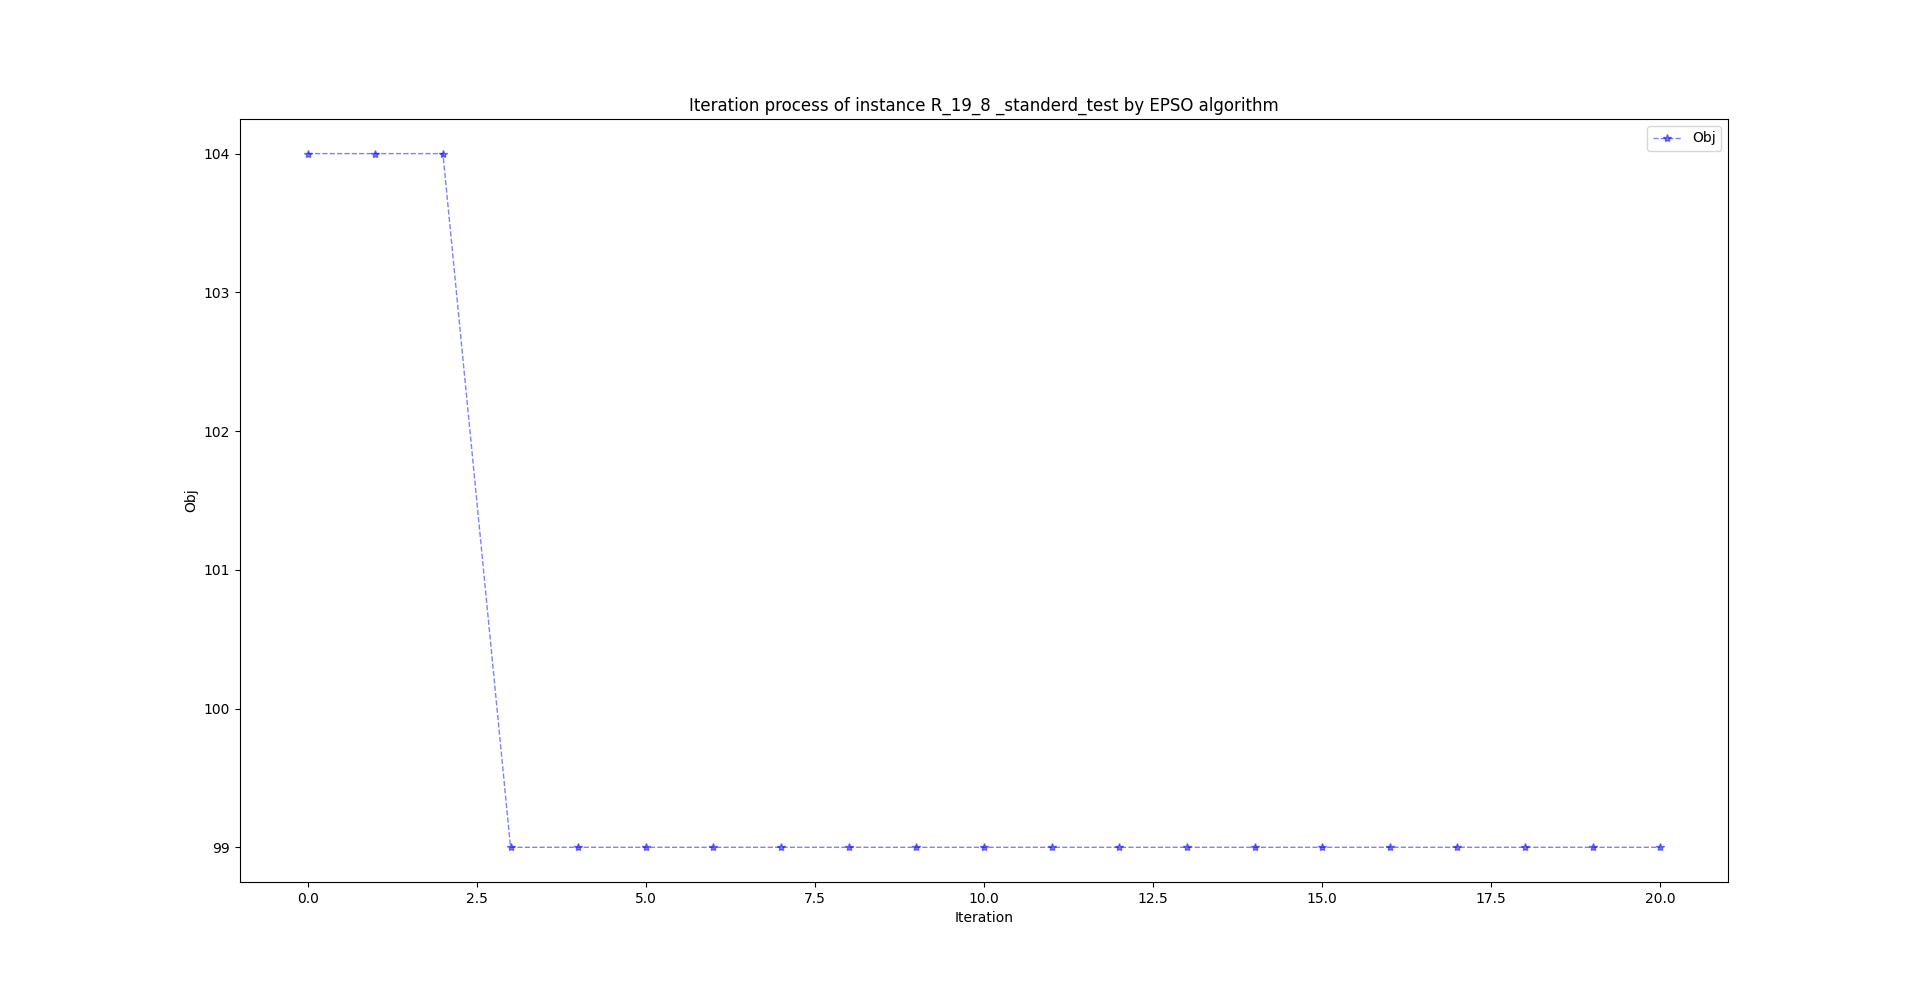 Iteration process of instance R_19_8 _standerd_test by EPSO algorithm
Obj
104
103
102
101
100
99
Obj
0.0 2.5 5.0 7.5 10.0 12.5 15.0 17.5 20.0
Iteration